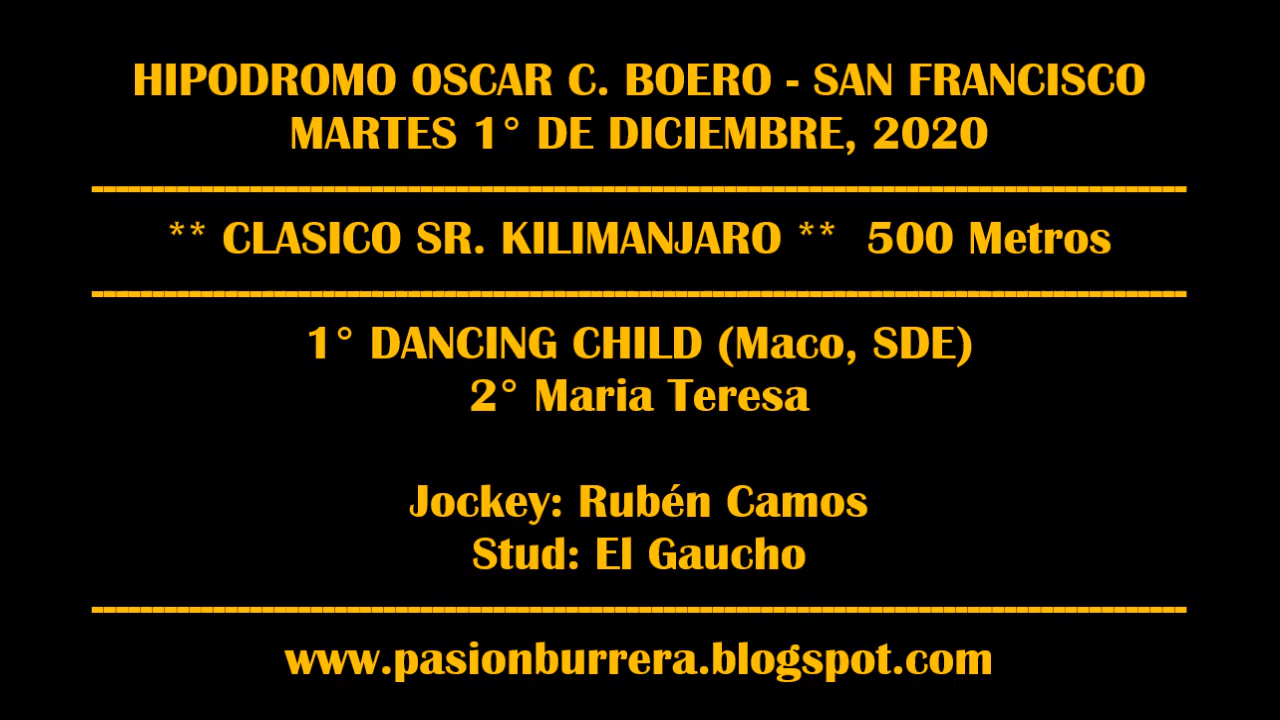 HIPODROMO OSCAR C. BOERO - SAN FRANCISCO
MARTES 1° DE DICIEMBRE, 2020
** CLASICO SR. KILIMANJARO ** 500 Metros
1° DANCING CHILD (Maco, SDE)
2° Maria Teresa
Jockey: Rubén Camos
Stud: El Gaucho
www.pasionburrera.blogspot.com